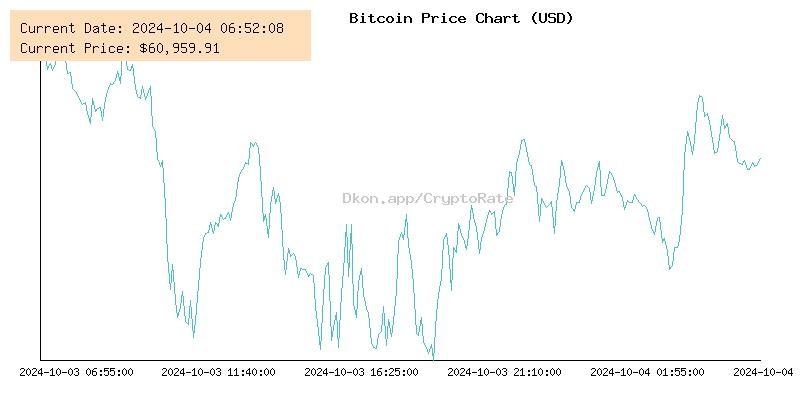 Bitcoin Price Chart (USD)
Current Date: 2024-10-04 06:52:08
Current Price: $60,959.91
Dkon.app/CryptoRate
2024-10-03 06:55:00 2024-10-03 11:40:00 2024-10-03 16:25:00 2024-10-03 21:10:00 2024-10-04 01:55:00 2024-10-04